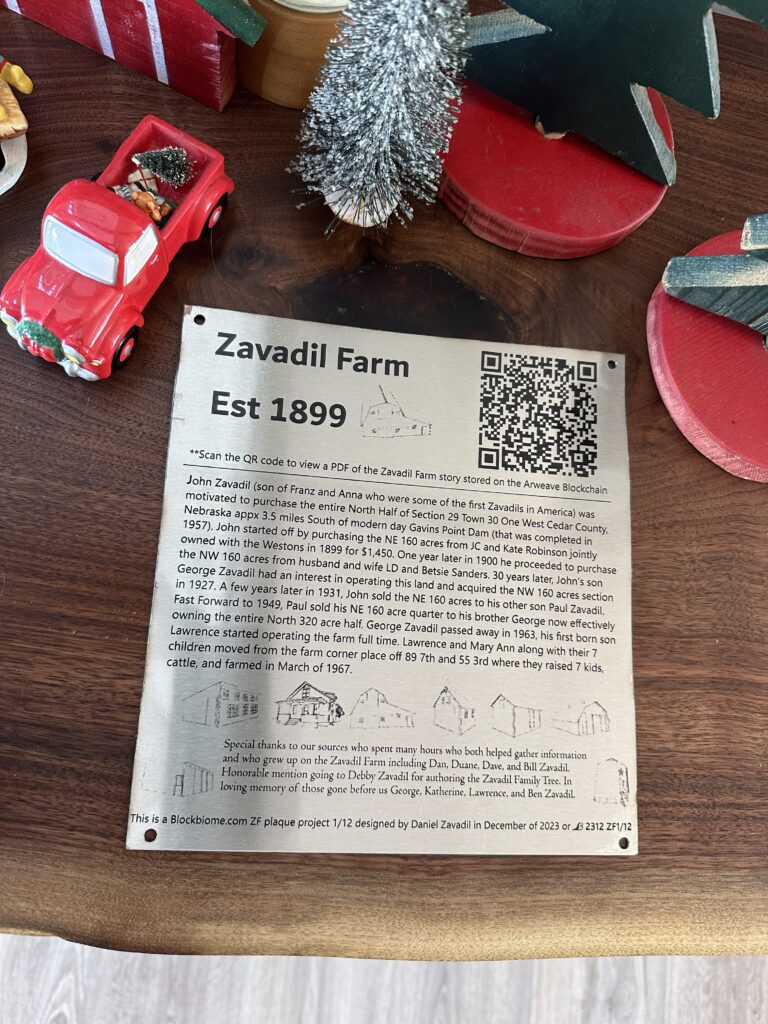 Zavadil Farm
Est 1899
**Scan the QR code to view a PDF of the Zavadil Farm story stored on the Arweave Blockchain
John Zavadil (son of Franz and Anna who were some of the first Zavadils in America) was
motivated to purchase the entire North Half of Section 29 Town 30 One West Cedar County,
Nebraska appx 3.5 miles South of modern day Gavins Point Dam (that was completed in
1957). John started off by purchasing the NE 160 acres from JC and Kate Robinson jointly
owned with the Westons in 1899 for $1,450. One year later in 1900 he proceeded to purchase
the NW 160 acres from husband and wife LD and Betsie Sanders. 30 years later, John's son
George Zavadil had an interest in operating this land and acquired the NW 160 acres section
in 1927. A few years later in 1931, John sold the NE 160 acres to his other son Paul Zavadil.
Fast Forward to 1949, Paul sold his NE 160 acre quarter to his brother George now effectively
owning the entire North 320 acre half. George Zavadil passed away in 1963, his first born son
Lawrence started operating the farm full time. Lawrence and Mary Ann along with their 7
children moved from the farm corner place off 89 7th and 55 3rd where they raised 7 kids,
cattle, and farmed in March of 1967.
Special thanks to our sources who spent many hours who both helped gather information
and who grew up on the Zavadil Farm including Dan, Duane, Dave, and Bill Zavadil.
Honorable mention going to Debby Zavadil for authoring the Zavadil Family Tree. In
loving memory of those gone before us George, Katherine, Lawrence, and Ben Zavadil.
This is a Blockbiome.com ZF plaque project 1/12 designed by Daniel Zavadil in December of 2023 or 2312 ZF1/12